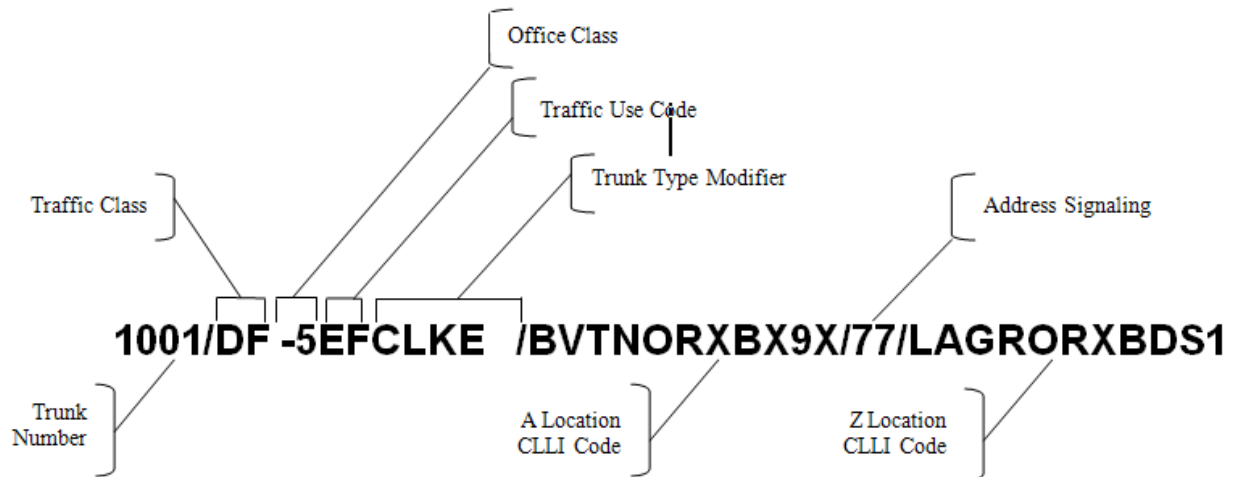 Office Class
Traffic Use Code
Trunk Type Modifier
Traffic Class
Address Signaling
1001/DF -5EFCLKE /BVTNORXBX9X/77/LAGRORXBDS1
Trunk
Number
A Location
CLLI Code
Z Location
CLLI Code